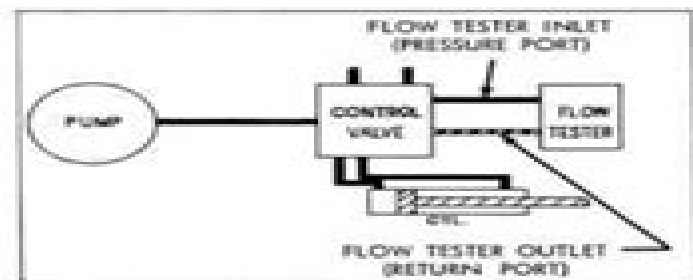 FLOW TESTER INLET
(PRESSURE PORT)
PUMP
CONTROL
VALVE
FLOW
TESTER
CYL.
FLOW TESTER OUTLET
(RETURN PORT)